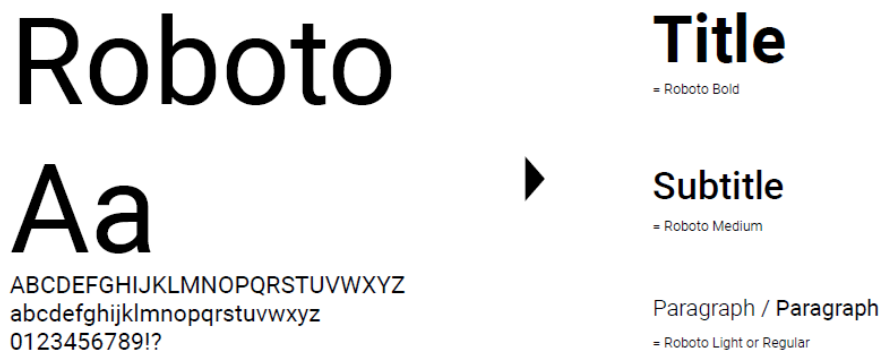 Roboto
Aa
ABCDEFGHIJKLMNOPQRSTUVWXYZ
abcdefghijklmnopqrstuvwxyz
0123456789!?
Title
= Roboto Bold
Subtitle
= Roboto Medium
Paragraph / Paragraph
= Roboto Light or Regular